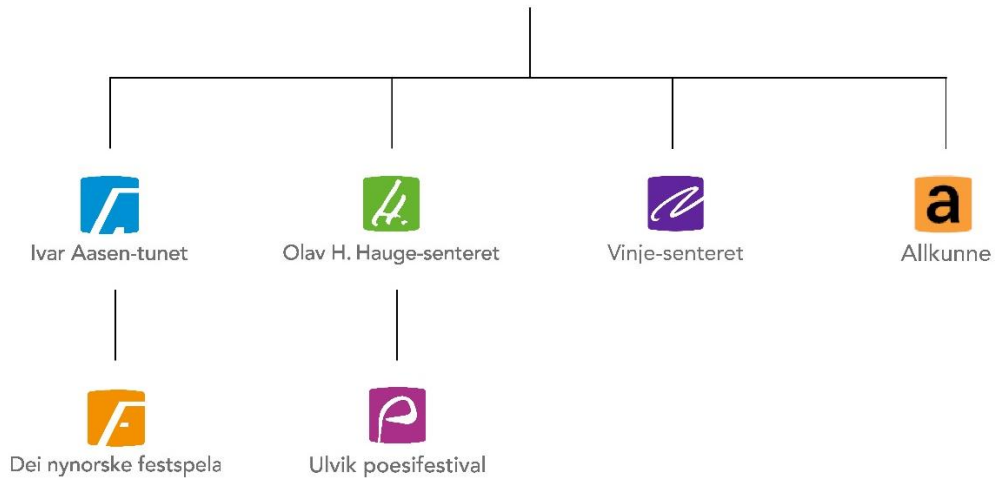 Ivar Aasen-tunet
Olav H. Hauge-senteret
Vinje-senteret
a
Allkunne
Dei nynorske festspela
Ulvik poesifestival